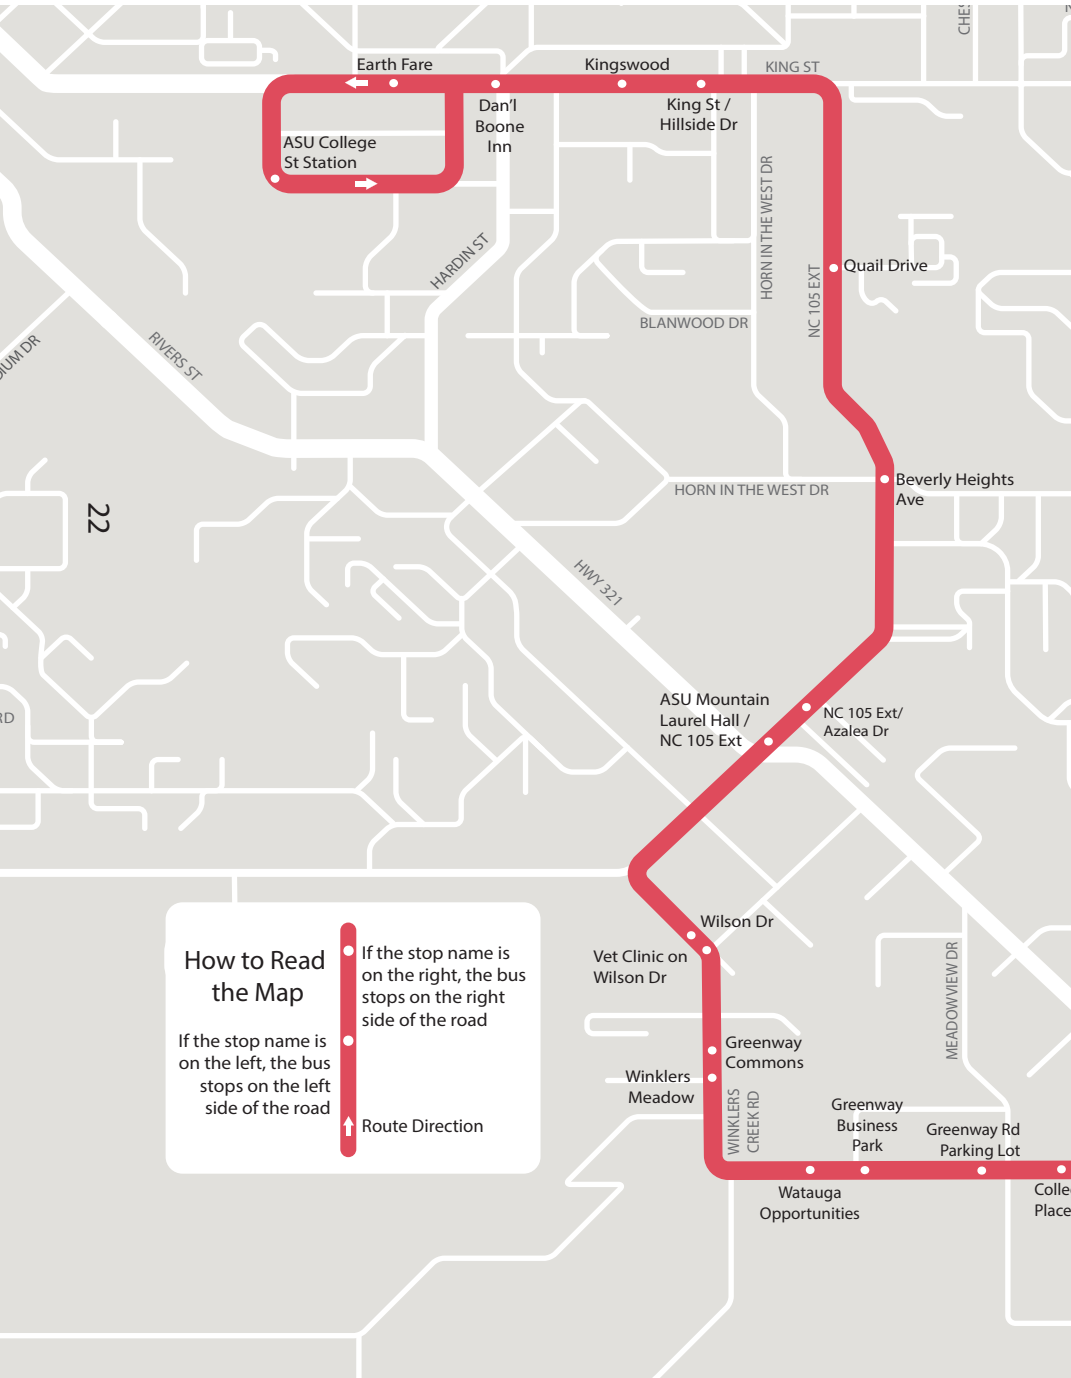 CHES
Earth Fare
Kingswood
KING ST
Dan'l
Boone
Inn
King St /
Hillside Dr
ASU College
St Station
HORN IN THE WEST DR
HARDIN ST
Quail Drive
NC 105 EXT
BLANWOOD DR
RIVERS ST
DIUM DR
Beverly Heights
Ave
HORN IN THE WEST DR
22
HWY 321
ASU Mountain
Laurel Hall /
NC 105 Ext
NC 105 Ext/
Azalea Dr
RD
Wilson Dr
Vet Clinic on
Wilson Dr
MEADOWVIEW DR
How to Read
the Map
If the stop name is
on the right, the bus
stops on the right
side of the road
If the stop name is
on the left, the bus
stops on the left
side of the road
Route Direction
Greenway
Commons
Winklers
Meadow
WINKLERS
CREEK RD
Greenway
Business
Park
Greenway Rd
Parking Lot
Watauga
Opportunities
Colle
Place